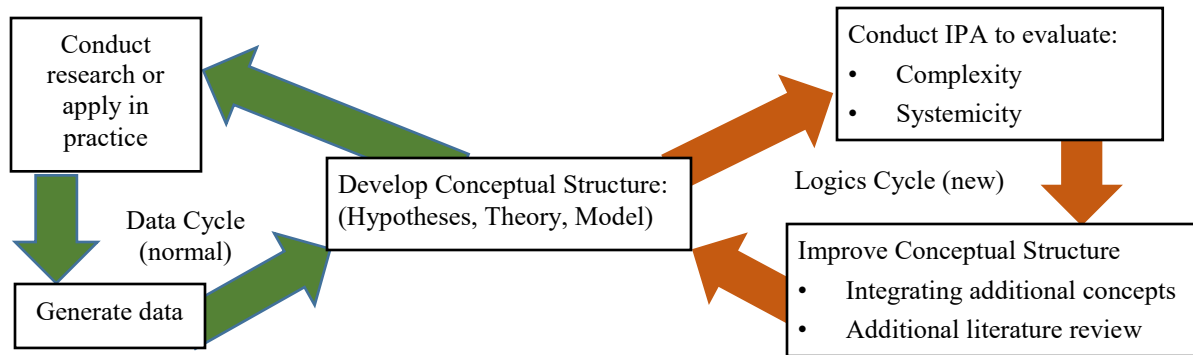 Conduct
research or
apply in
practice
Data Cycle
(normal)
Generate data
Develop Conceptual Structure:
(Hypotheses, Theory, Model)
Conduct IPA to evaluate:
• Complexity
• Systemicity
Logics Cycle (new)
Improve Conceptual Structure
• Integrating additional concepts
• Additional literature review